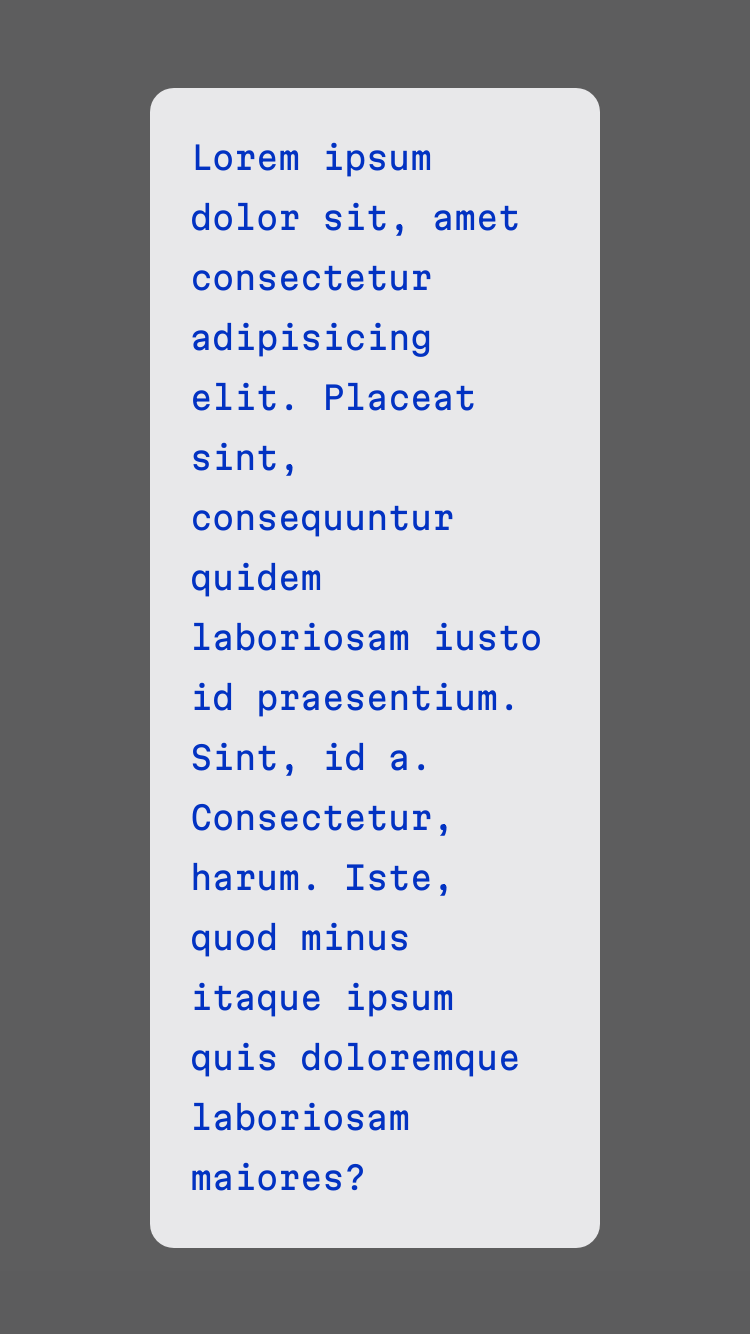 Lorem ipsum
dolor sit, amet
consectetur
adipisicing
elit. Placeat
sint,
consequuntur
quidem
laboriosam iusto
id praesentium.
Sint, id a.
Consectetur,
harum. Iste,
quod minus
itaque ipsum
quis doloremque
laboriosam
maiores?